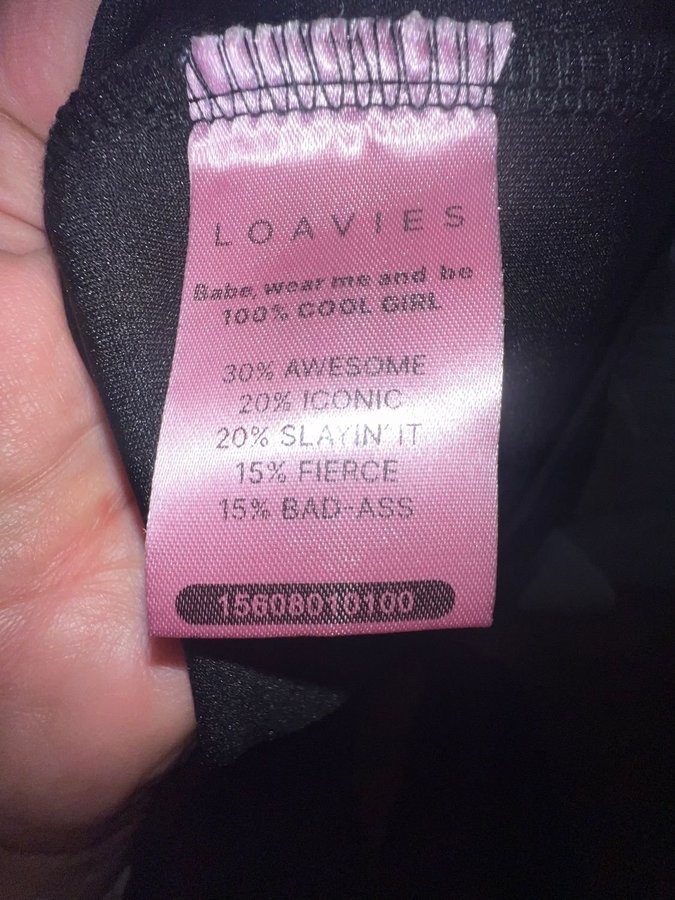 LOAVIES
Babe, wear me and be
100% COOL GIRL
30% AWESOME
20% ICONIC
20% SLAYIN' IT
15% FIERCE
15% BAD-ASS
15608010100